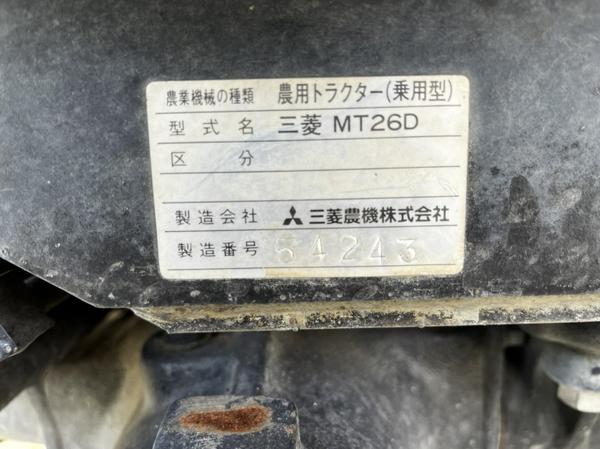 農業機械の種類 農用トラクター(乗用型)
型式名 三菱 MT26D
区分
製造会社 三菱農機株式会社
製造番号 54243